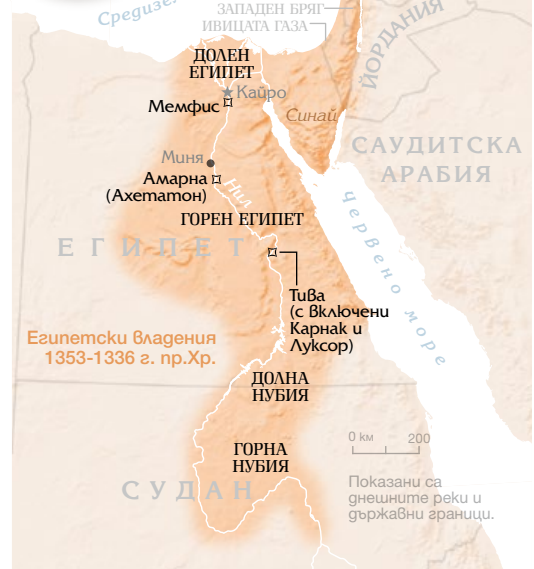 ЗАПАДЕН БРЯГ
Средизе
ИВИЦАТА ГАЗА
ЙОРДАНИЯ
ДОЛЕН
ЕГИПЕТ
Кайро
Мемфис
Синай
САУДИТСКА
АРАБИЯ
Миня
Амарна
(Ахетатон)
Нил
ГОРЕН ЕГИПЕТ
Червено море
ЕГИПЕТ
Тива
(с включени
Карнак и
Луксор)
Египетски владения
1353-1336 г. пр.Хр.
ДОЛНА
НУБИЯ
0 км 200
ГОРНА
НУБИЯ
СУДАН
Показани са
днешните реки и
държавни граници.